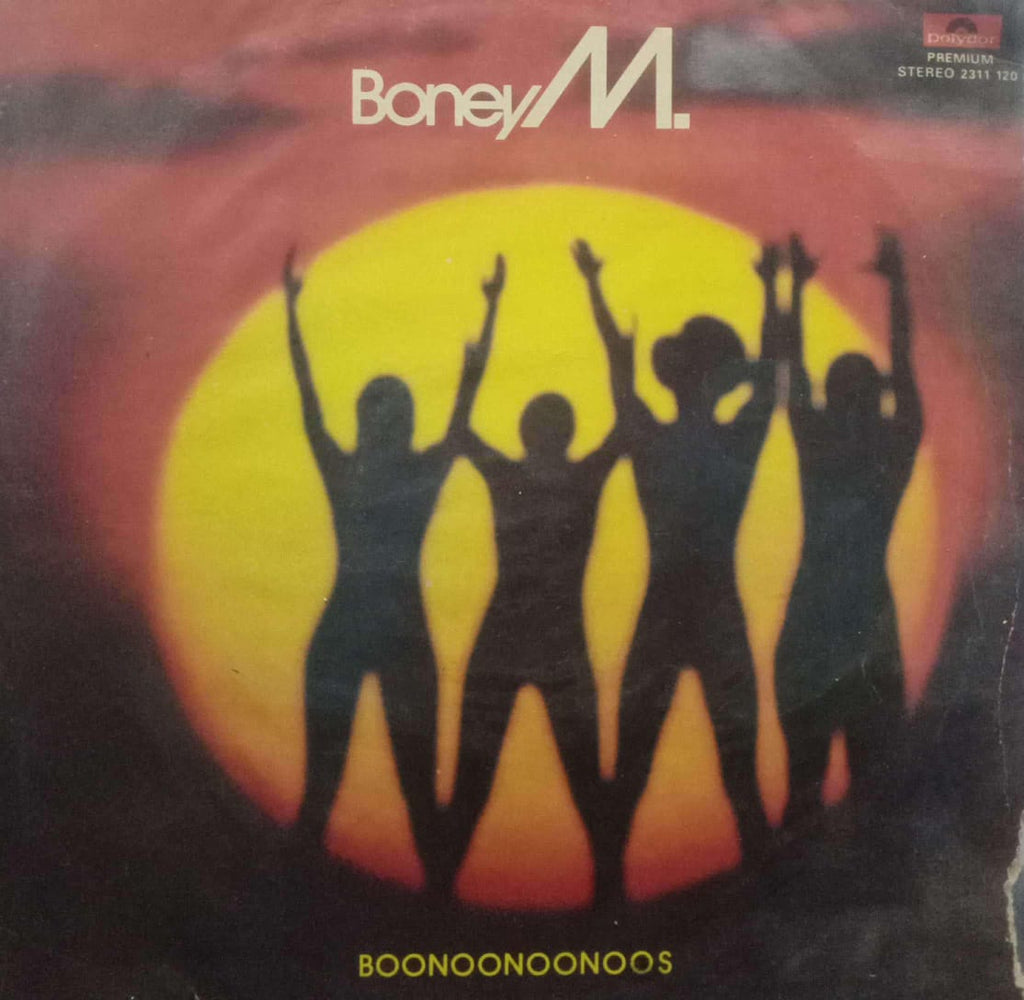 Boney M.
polydor
PREMIUM
STEREO 2311 120
BOONOONOONOOS